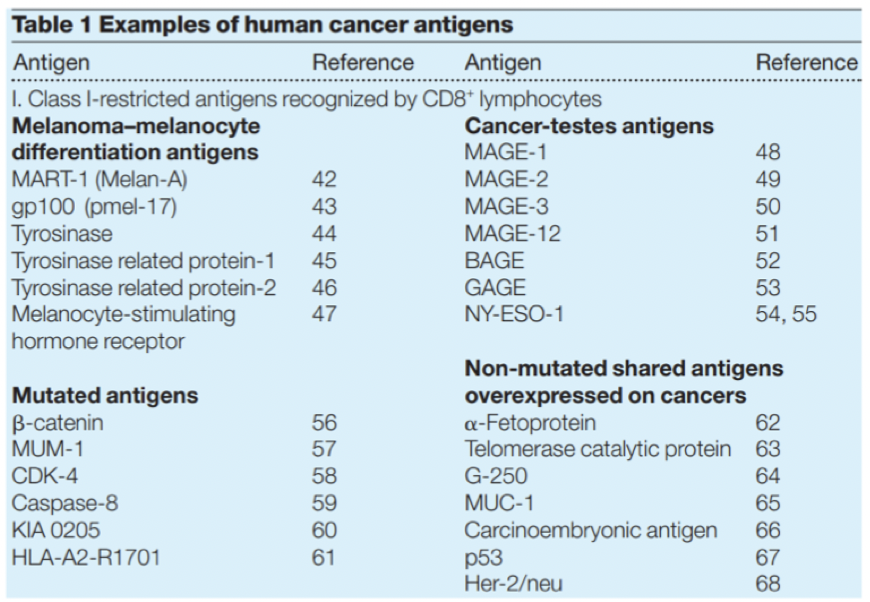 Table 1 Examples of human cancer antigens
Antigen Reference Antigen Reference
I. Class I-restricted antigens recognized by CD8+ lymphocytes
Melanoma–melanocyte
differentiation antigens
MART-1 (Melan-A) 42
gp100 (pmel-17) 43
Tyrosinase 44
Tyrosinase related protein-1 45
Tyrosinase related protein-2 46
Melanocyte-stimulating 47
hormone receptor
Mutated antigens
β-catenin 56
MUM-1 57
CDK-4 58
Caspase-8 59
KIA 0205 60
HLA-A2-R1701 61
Cancer-testes antigens
MAGE-1 48
MAGE-2 49
MAGE-3 50
MAGE-12 51
BAGE 52
GAGE 53
NY-ESO-1 54, 55
Non-mutated shared antigens
overexpressed on cancers
α-Fetoprotein 62
Telomerase catalytic protein 63
G-250 64
MUC-1 65
Carcinoembryonic antigen 66
p53 67
Her-2/neu 68